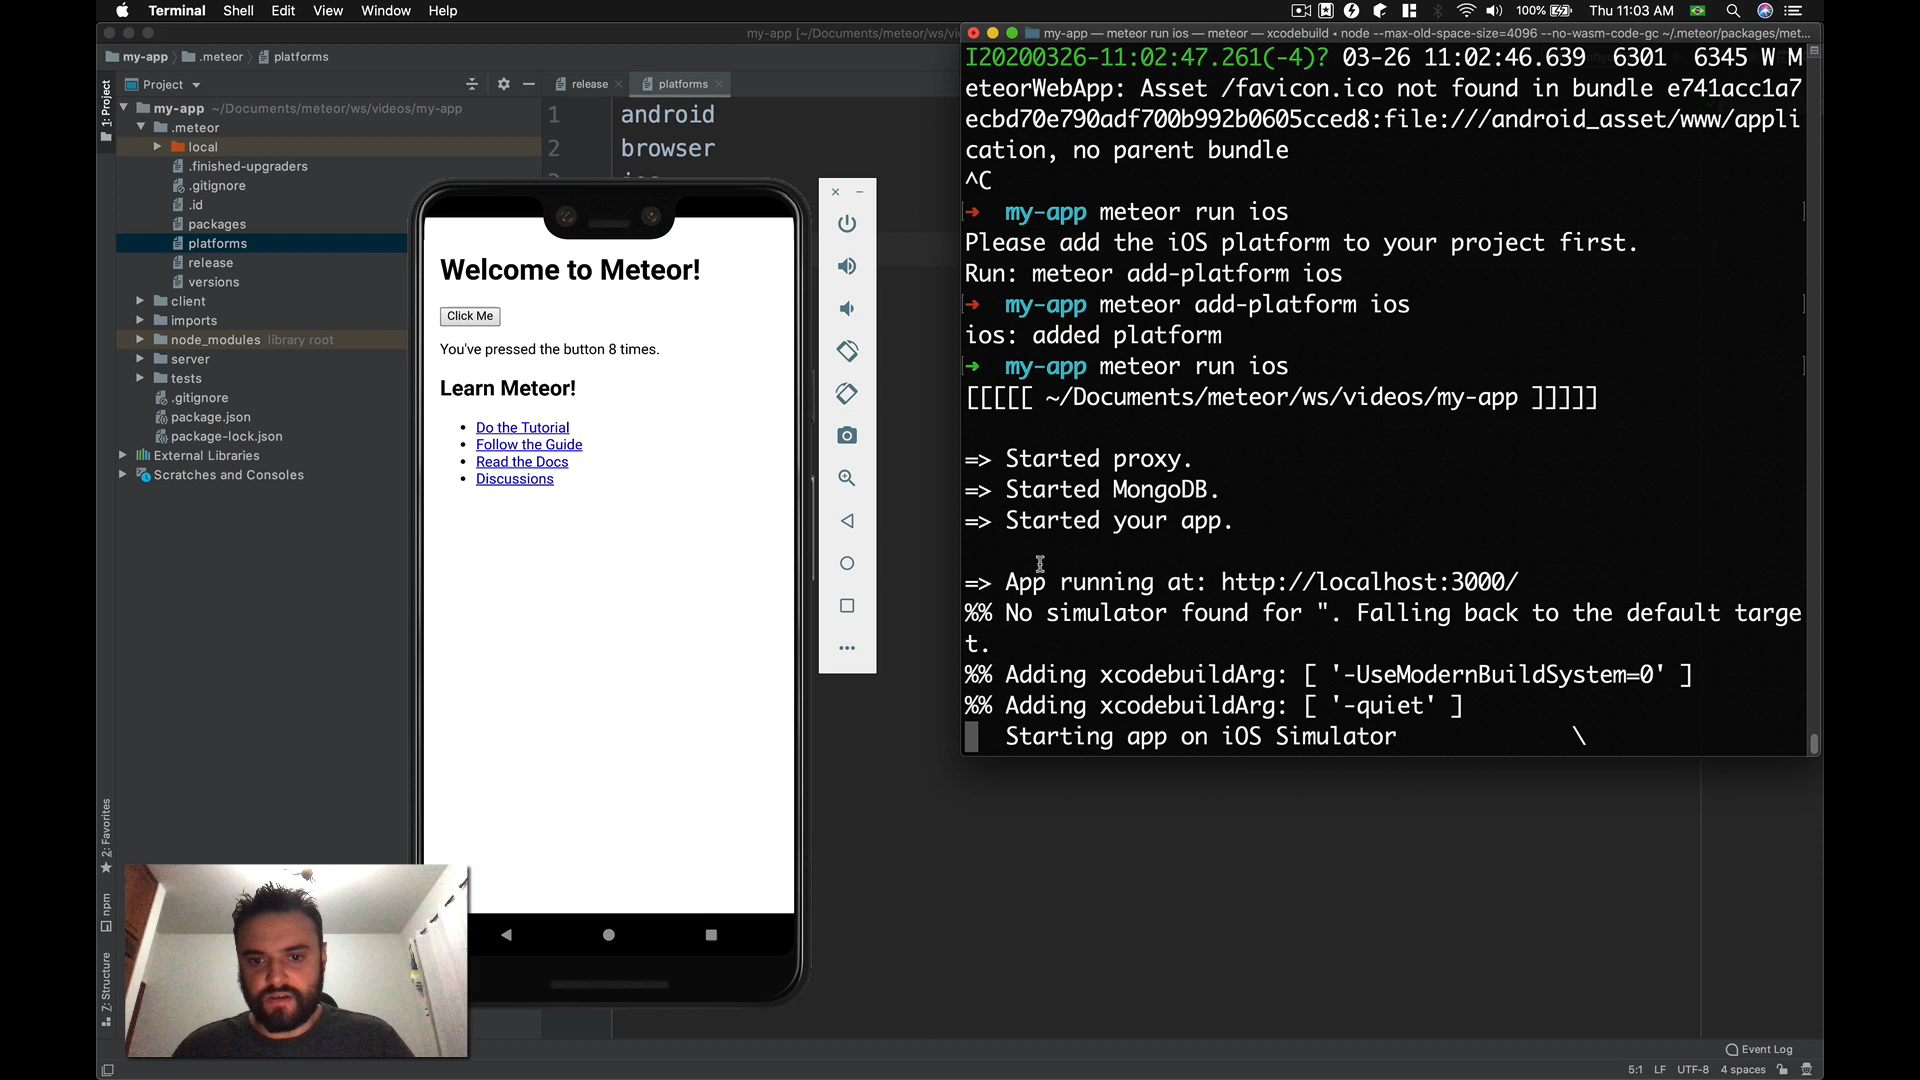 Terminal Shell Edit View Window Help
100% Thu 11:03 AM
my-app [~/Documents/meteor/ws/vi
my-app .meteor platforms
Project
1: Project
my-app ~/Documents/meteor/ws/videos/my-app
.meteor
local
.finished-upgraders
.gitignore
.id
packages
platforms
release
versions
client
imports
node_modules library root
server
tests
.gitignore
package.json
package-lock.json
External Libraries
Scratches and Consoles
2: Favorites
npm
7: Structure
release
platforms
1 android
2 browser
Welcome to Meteor!
Click Me
You've pressed the button 8 times.
Learn Meteor!
• Do the Tutorial
• Follow the Guide
• Read the Docs
• Discussions
my-app — meteor run ios — meteor — xcodebuild ◂ node --max-old-space-size=4096 --no-wasm-code-gc ~/.meteor/packages/met...
I20200326-11:02:47.261(-4)? 03-26 11:02:46.639 6301 6345 W M
eteorWebApp: Asset /favicon.ico not found in bundle e741acc1a7
ecbd70e790adf700b992b0605cced8:file:///android_asset/www/appli
cation, no parent bundle
^C
→ my-app meteor run ios
Please add the iOS platform to your project first.
Run: meteor add-platform ios
→ my-app meteor add-platform ios
ios: added platform
→ my-app meteor run ios
[[[[[ ~/Documents/meteor/ws/videos/my-app ]]]]]
=> Started proxy.
=> Started MongoDB.
=> Started your app.
=> App running at: http://localhost:3000/
%% No simulator found for ". Falling back to the default targe
t.
%% Adding xcodebuildArg: [ '-UseModernBuildSystem=0' ]
%% Adding xcodebuildArg: [ '-quiet' ]
Starting app on iOS Simulator \
Event Log
5:1 LF UTF-8 4 spaces